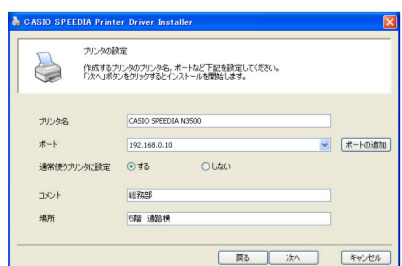 CASIO SPEEDIA Printer Driver Installer
プリンタの設定
作成するプリンタのプリンタ名、ポートなど下記を設定してください。
「次へ」ボタンをクリックするとインストールを開始します。
プリンタ名 CASIO SPEEDIA N3500
ポート 192.168.0.10 ポートの追加
通常使うプリンタに設定 する しない
コメント 総務部
場所 5階 通路横
戻る 次へ キャンセル